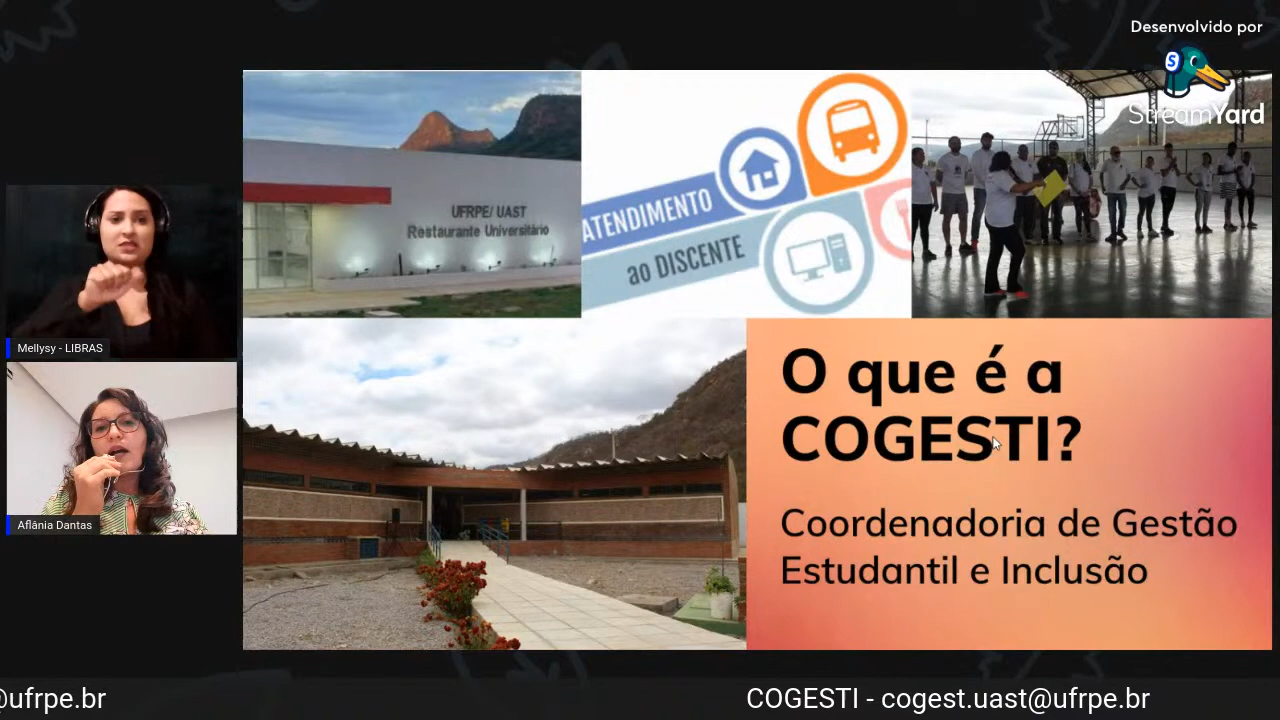 Desenvolvido por
StreamYard
UFRPE/ UAST
Restaurante Universitário
ATENDIMENTO
ao DISCENTE
Mellysy - LIBRAS
Aflânia Dantas
O que é a
COGESTI?
Coordenadoria de Gestão
Estudantil e Inclusão
@ufrpe.br
COGESTI - cogest.uast@ufrpe.br